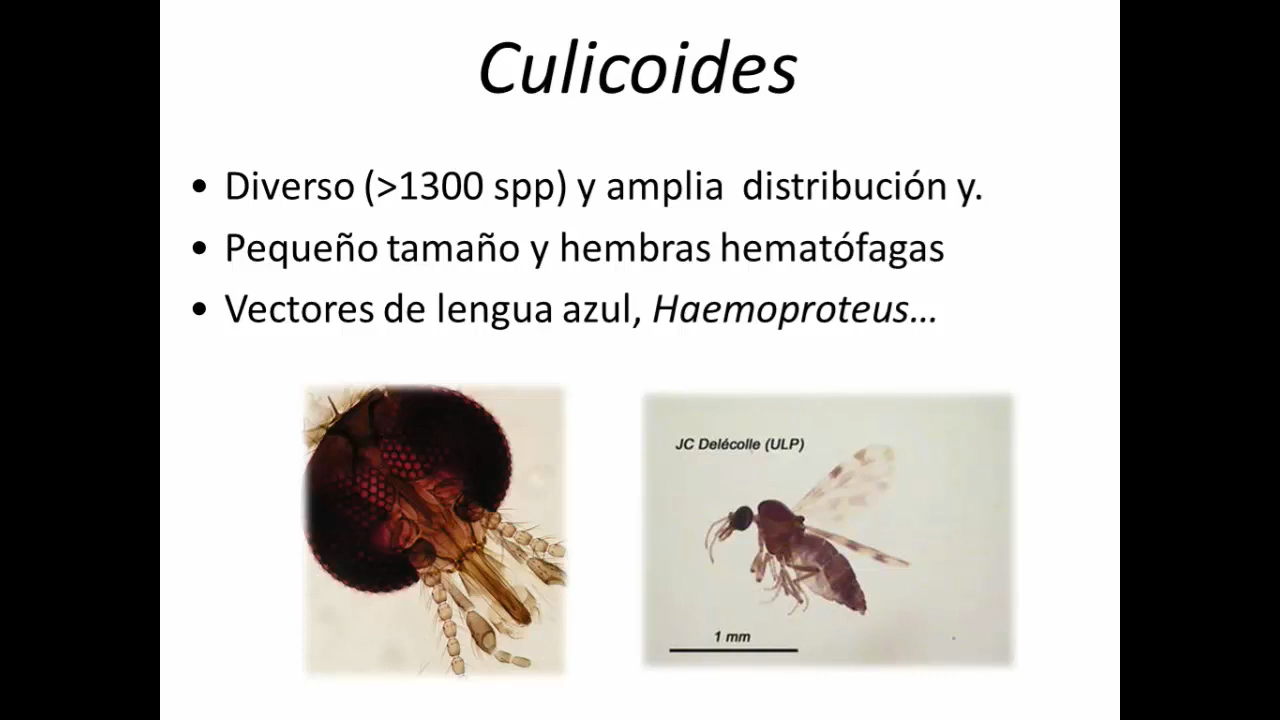 Culicoides
• Diverso (>1300 spp) y amplia distribución y.
• Pequeño tamaño y hembras hematófagas
• Vectores de lengua azul, Haemoproteus...
JC Delécolle (ULP)
1 mm